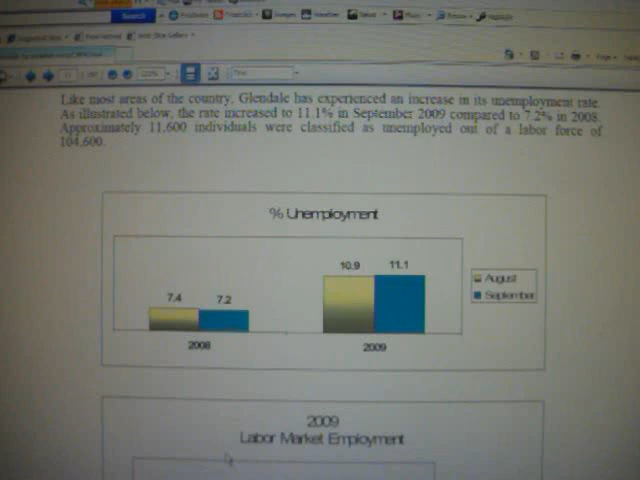 Search
Like most areas of the country, Glendale has experienced an increase in its unemployment rate.
As illustrated below, the rate increased to 11.1% in September 2009 compared to 7.2% in 2008.
Approximately 11,600 individuals were classified as unemployed out of a labor force of
104,600.
% Unemployment
7.4
7.2
10.9
11.1
2008
2009
August
September
2009
Labor Market Employment